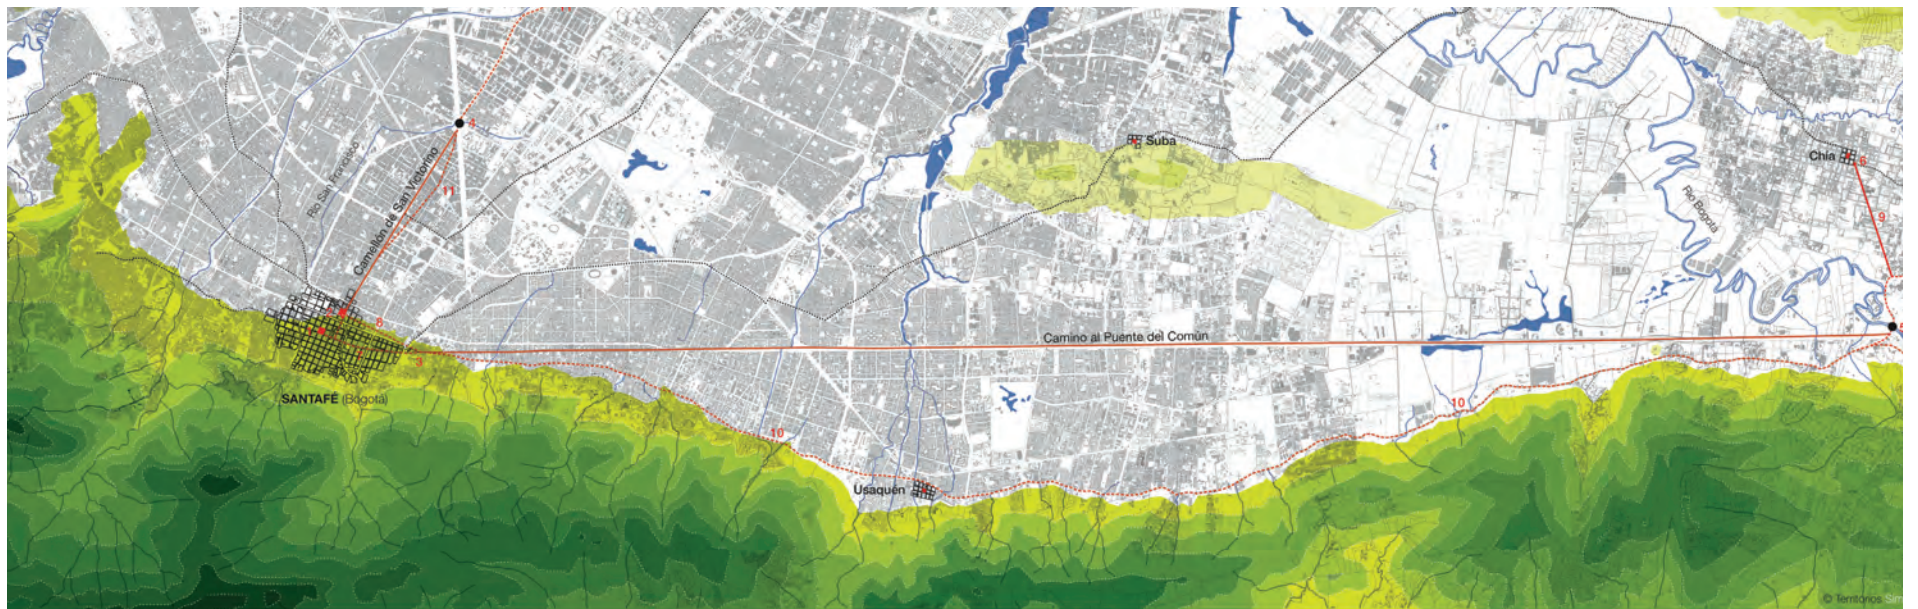 4
Suba
Chía
6
Río San Francisco
Camellón de San Victorino
11
Río Bogotá
9
8
3
Camino al Puente del Común
5
SANTAFÉ (Bogotá)
10
10
Usaquén
© Territorios